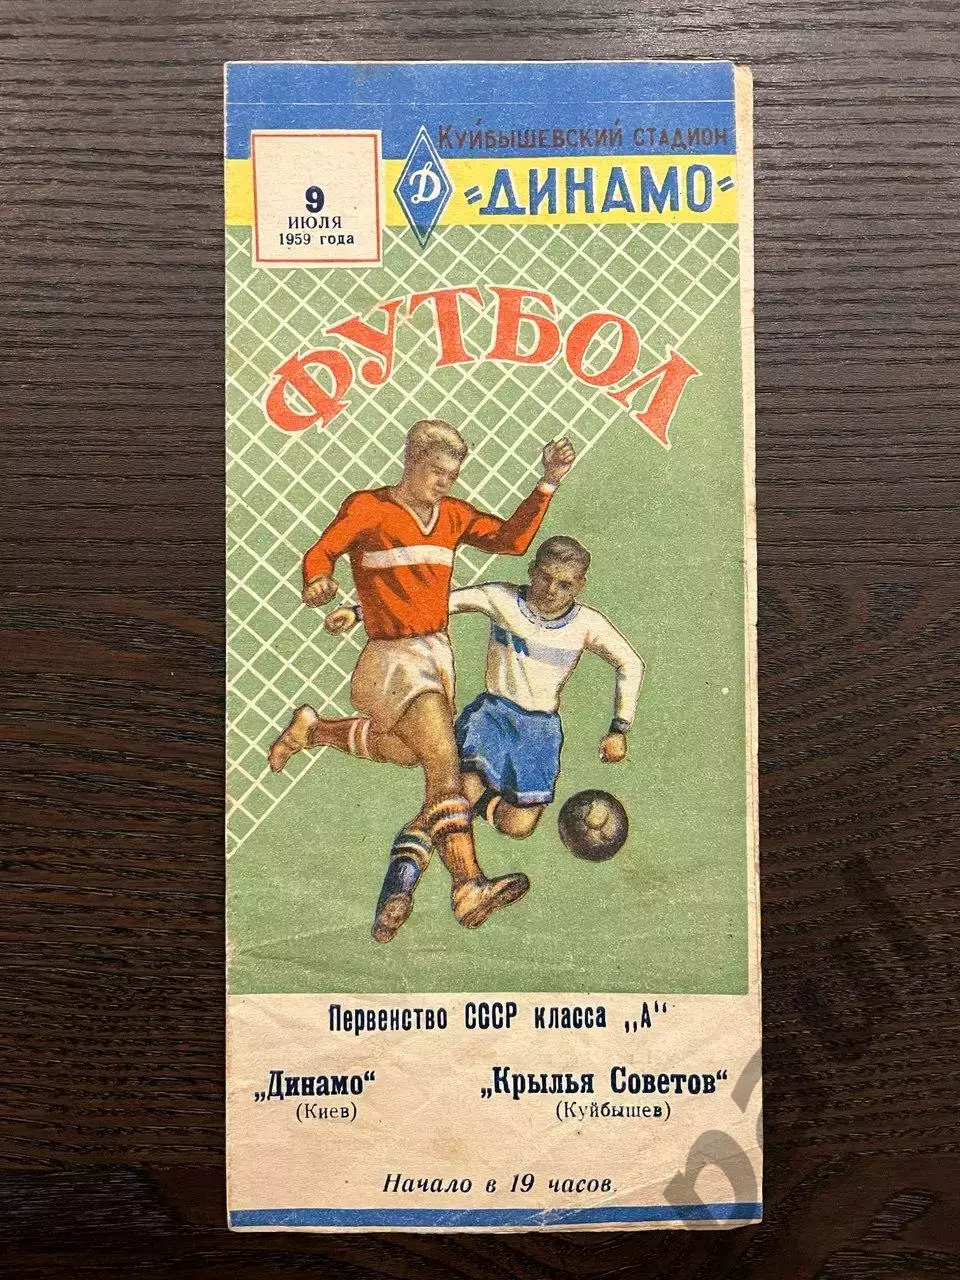 КУЙБЫШЕВСКИЙ СТАДИОН
Д
"ДИНАМО"
9
ИЮЛЯ
1959 года
ФУТБОЛ
Первенство СССР класса „А“
„Динамо“
(Киев)
„Крылья Советов“
(Куйбышев)
Начало в 19 часов.